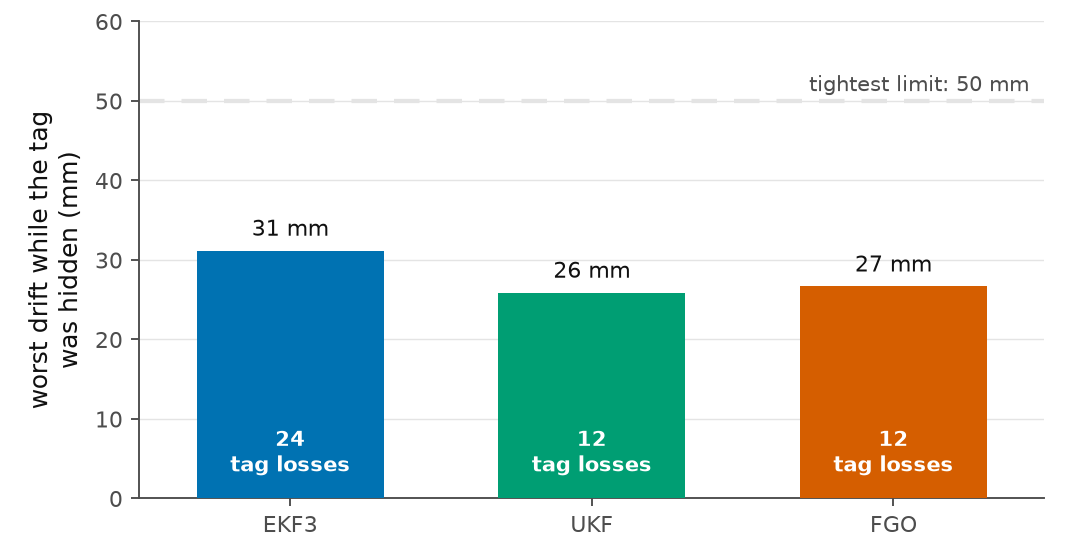 60
50
40
30
20
10
0
worst drift while the tag
was hidden (mm)
tightest limit: 50 mm
31 mm
26 mm
27 mm
24
tag losses
12
tag losses
12
tag losses
EKF3
UKF
FGO